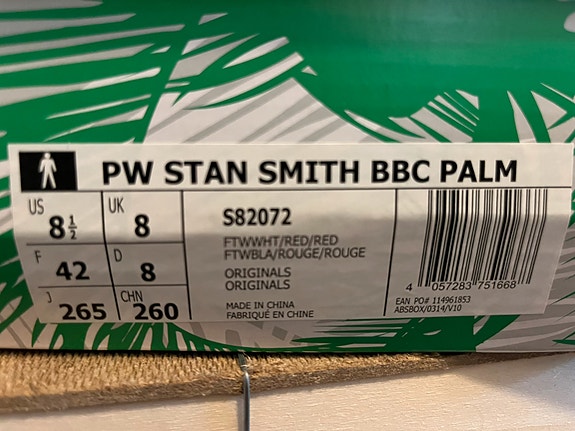 PW STAN SMITH BBC PALM
US 8½ UK 8
F 42 D 8
J 265 CHN 260
S82072
FTWWHT/RED/RED
FTWBLA/ROUGE/ROUGE
ORIGINALS
ORIGINALS
MADE IN CHINA
FABRIQUÉ EN CHINE
4 057283 751668
EAN PO# 114961853
ABSBOX/0314/V10